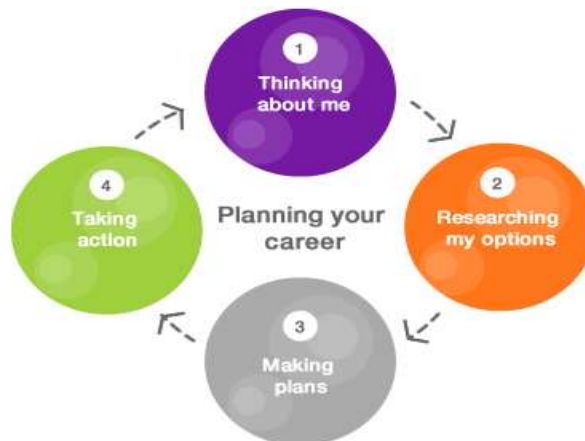 1
Thinking
about me
2
Researching
my options
3
Making
plans
4
Taking
action
Planning your
career